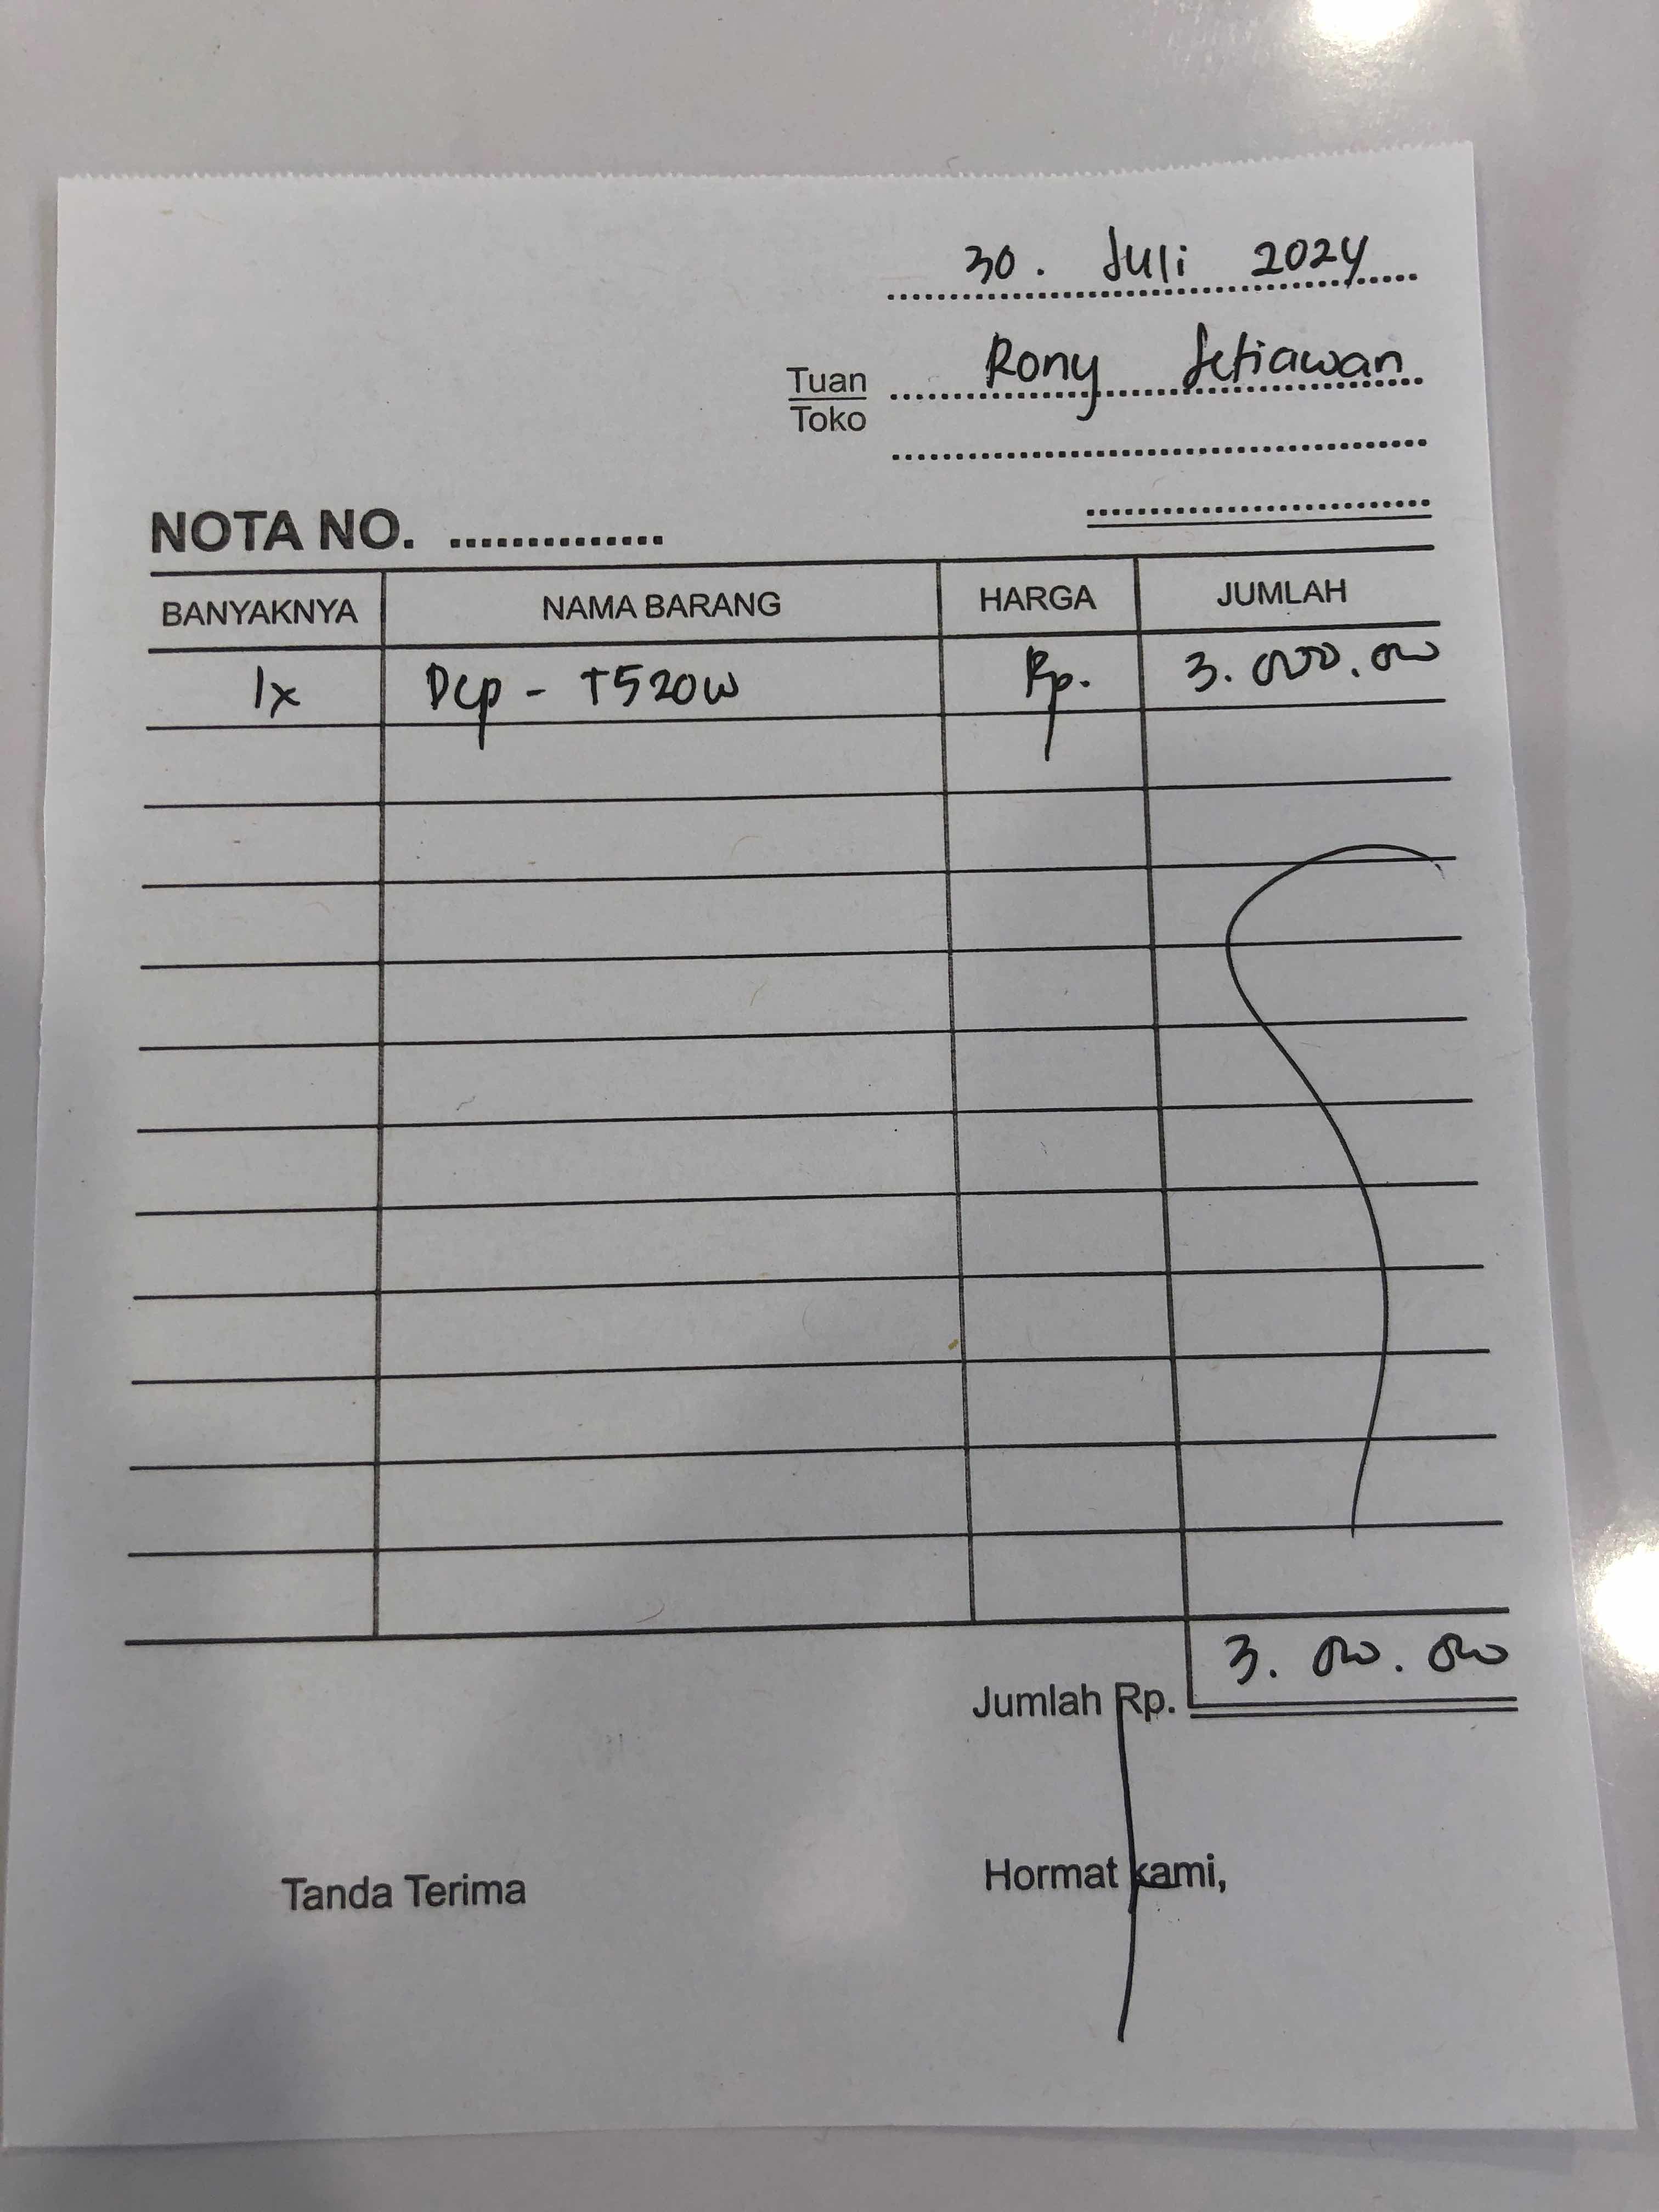 30. Juli 2024
Tuan Rony Setiawan
Toko
NOTA NO. ..............
BANYAKNYA NAMA BARANG HARGA JUMLAH
1x Dcp - T520W Rp. 3.000.000
Jumlah Rp. 3.000.000
Tanda Terima Hormat kami,